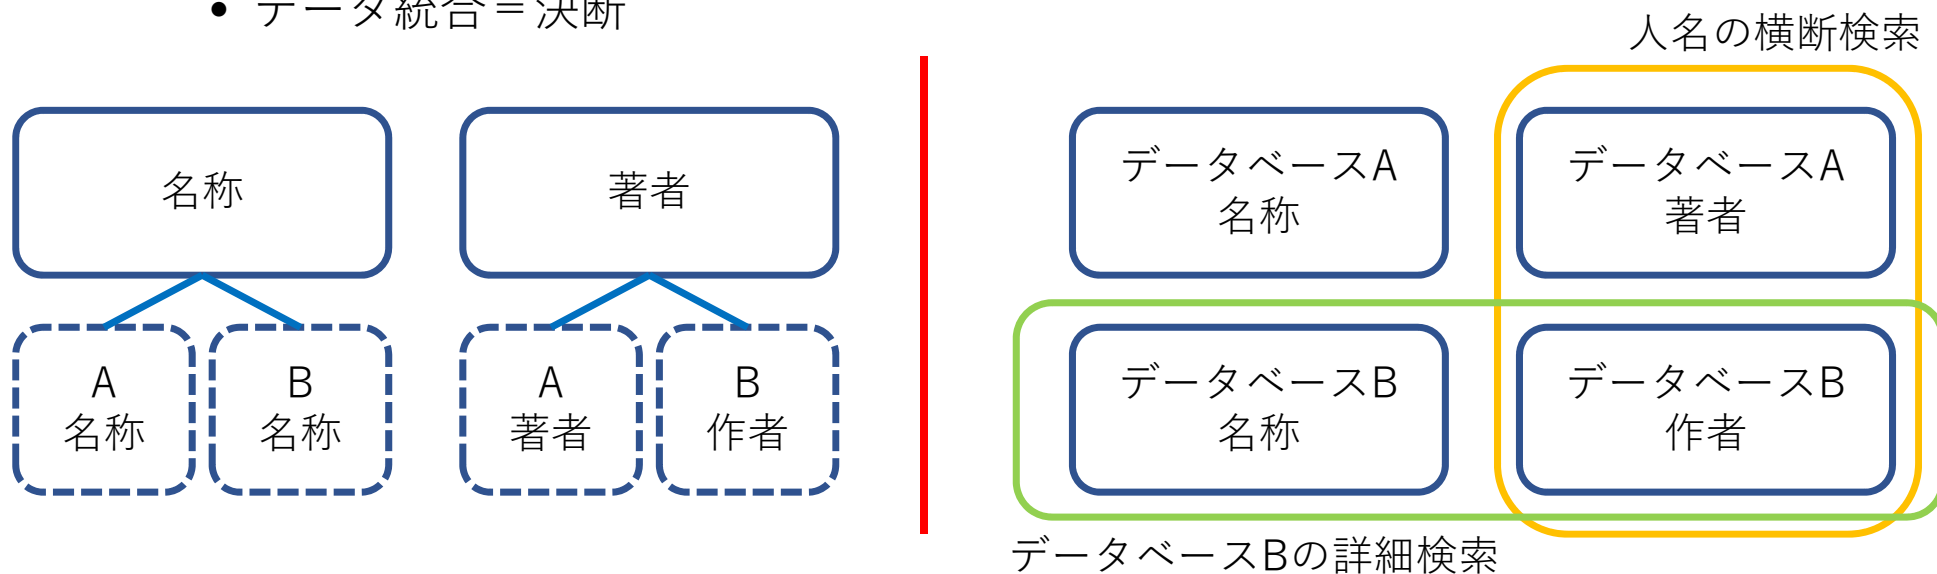 • データ統合＝決断
人名の横断検索
名称
著者
A
名称
B
名称
A
著者
B
作者
データベースA
名称
データベースA
著者
データベースB
名称
データベースB
作者
データベースBの詳細検索